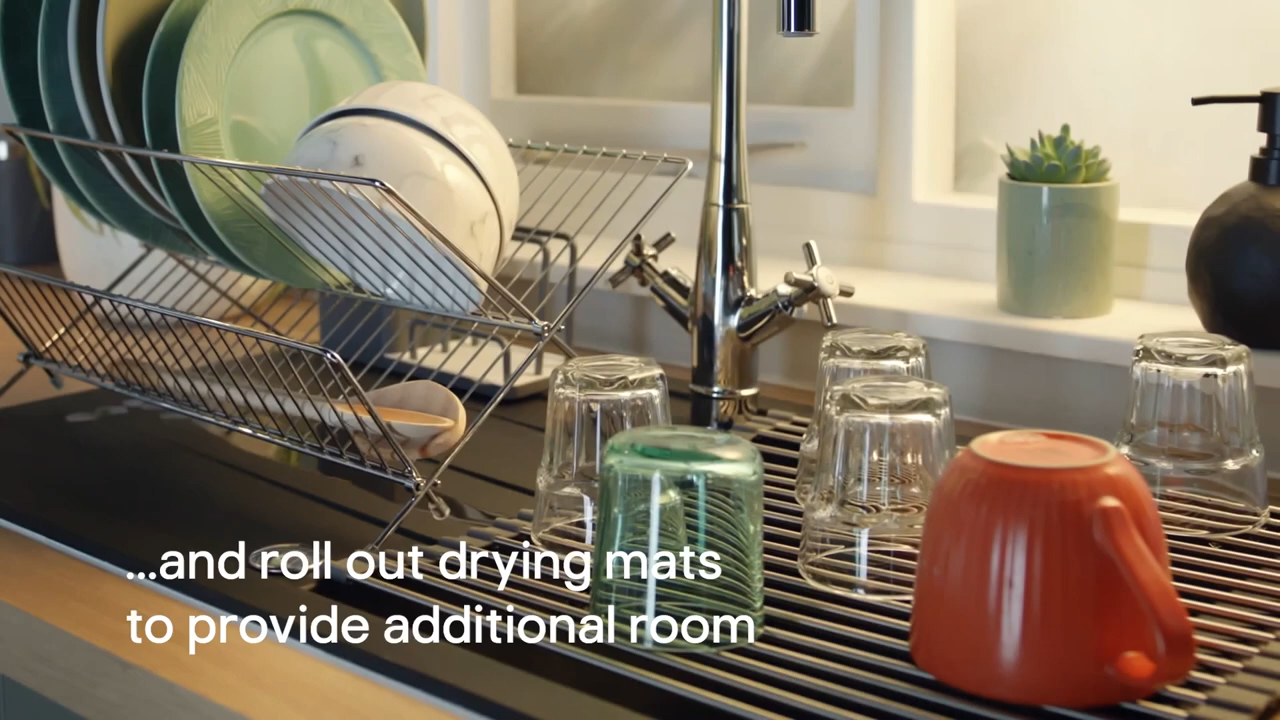 ...and roll out drying mats
to provide additional room